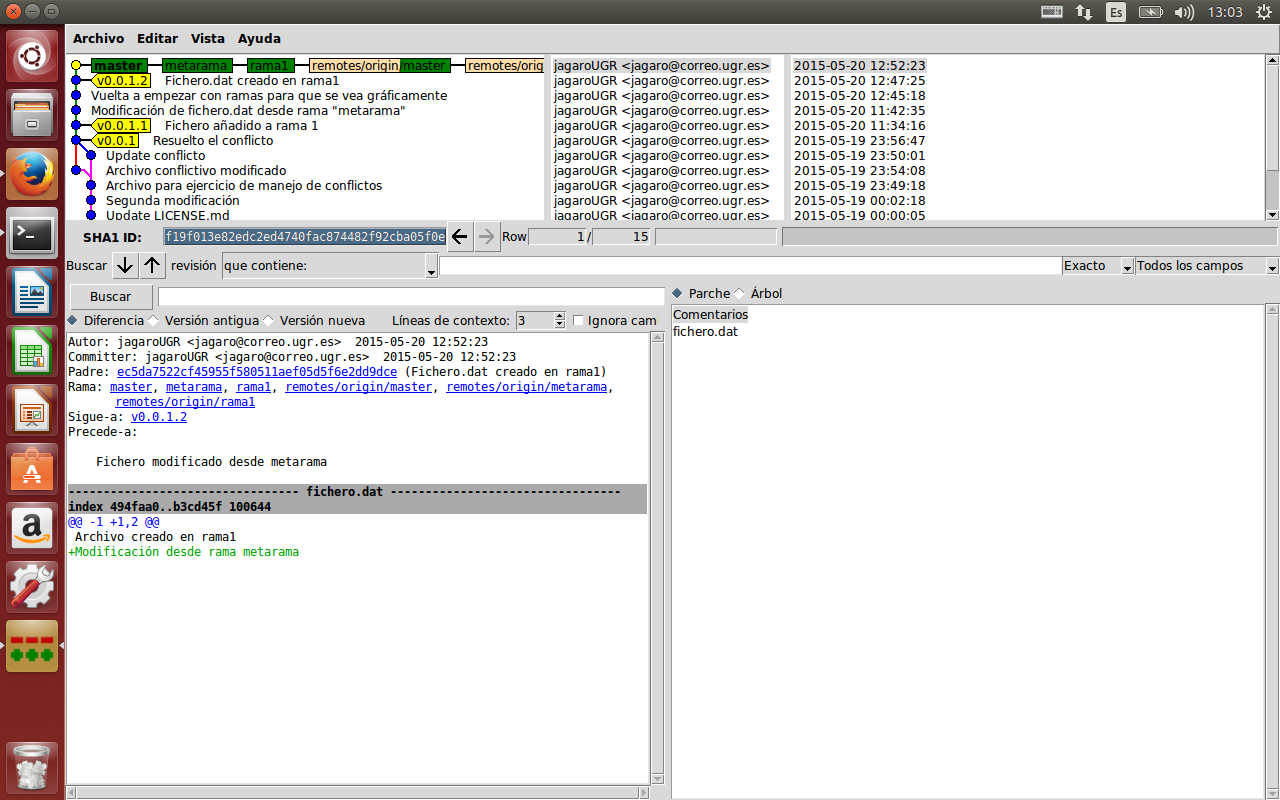 Es 13:03
Archivo Editar Vista Ayuda
master metarama rama1 remotes/origin/master remotes/orig jagaroUGR <jagaro@correo.ugr.es> 2015-05-20 12:52:23
v0.0.1.2 Fichero.dat creado en rama1 jagaroUGR <jagaro@correo.ugr.es> 2015-05-20 12:47:25
Vuelta a empezar con ramas para que se vea gráficamente jagaroUGR <jagaro@correo.ugr.es> 2015-05-20 12:45:18
Modificación de fichero.dat desde rama "metarama" jagaroUGR <jagaro@correo.ugr.es> 2015-05-20 11:42:35
v0.0.1.1 Fichero añadido a rama 1 jagaroUGR <jagaro@correo.ugr.es> 2015-05-20 11:34:16
v0.0.1 Resuelto el conflicto jagaroUGR <jagaro@correo.ugr.es> 2015-05-19 23:56:47
Update conflicto jagaroUGR <jagaro@correo.ugr.es> 2015-05-19 23:50:01
Archivo conflictivo modificado jagaroUGR <jagaro@correo.ugr.es> 2015-05-19 23:54:08
Archivo para ejercicio de manejo de conflictos jagaroUGR <jagaro@correo.ugr.es> 2015-05-19 23:49:18
Segunda modificación jagaroUGR <jagaro@correo.ugr.es> 2015-05-19 00:02:18
Update LICENSE.md jagaroUGR <jagaro@correo.ugr.es> 2015-05-19 00:00:05
SHA1 ID: f19f013e82edc2ed4740fac874482f92cba05f0e Row 1 / 15
Buscar revisión que contiene: Exacto Todos los campos
Buscar Parche Árbol
Diferencia Versión antigua Versión nueva Líneas de contexto: 3 Ignora cam
Comentarios
fichero.dat
Autor: jagaroUGR <jagaro@correo.ugr.es>  2015-05-20 12:52:23
Committer: jagaroUGR <jagaro@correo.ugr.es>  2015-05-20 12:52:23
Padre: ec5da7522cf45955f580511aef05d5f6e2dd9dce (Fichero.dat creado en rama1)
Rama: master, metarama, rama1, remotes/origin/master, remotes/origin/metarama,
remotes/origin/rama1
Sigue-a: v0.0.1.2
Precede-a:
Fichero modificado desde metarama
--------------------------------- fichero.dat ---------------------------------
index 494faa0..b3cd45f 100644
@@ -1 +1,2 @@
Archivo creado en rama1
+Modificación desde rama metarama